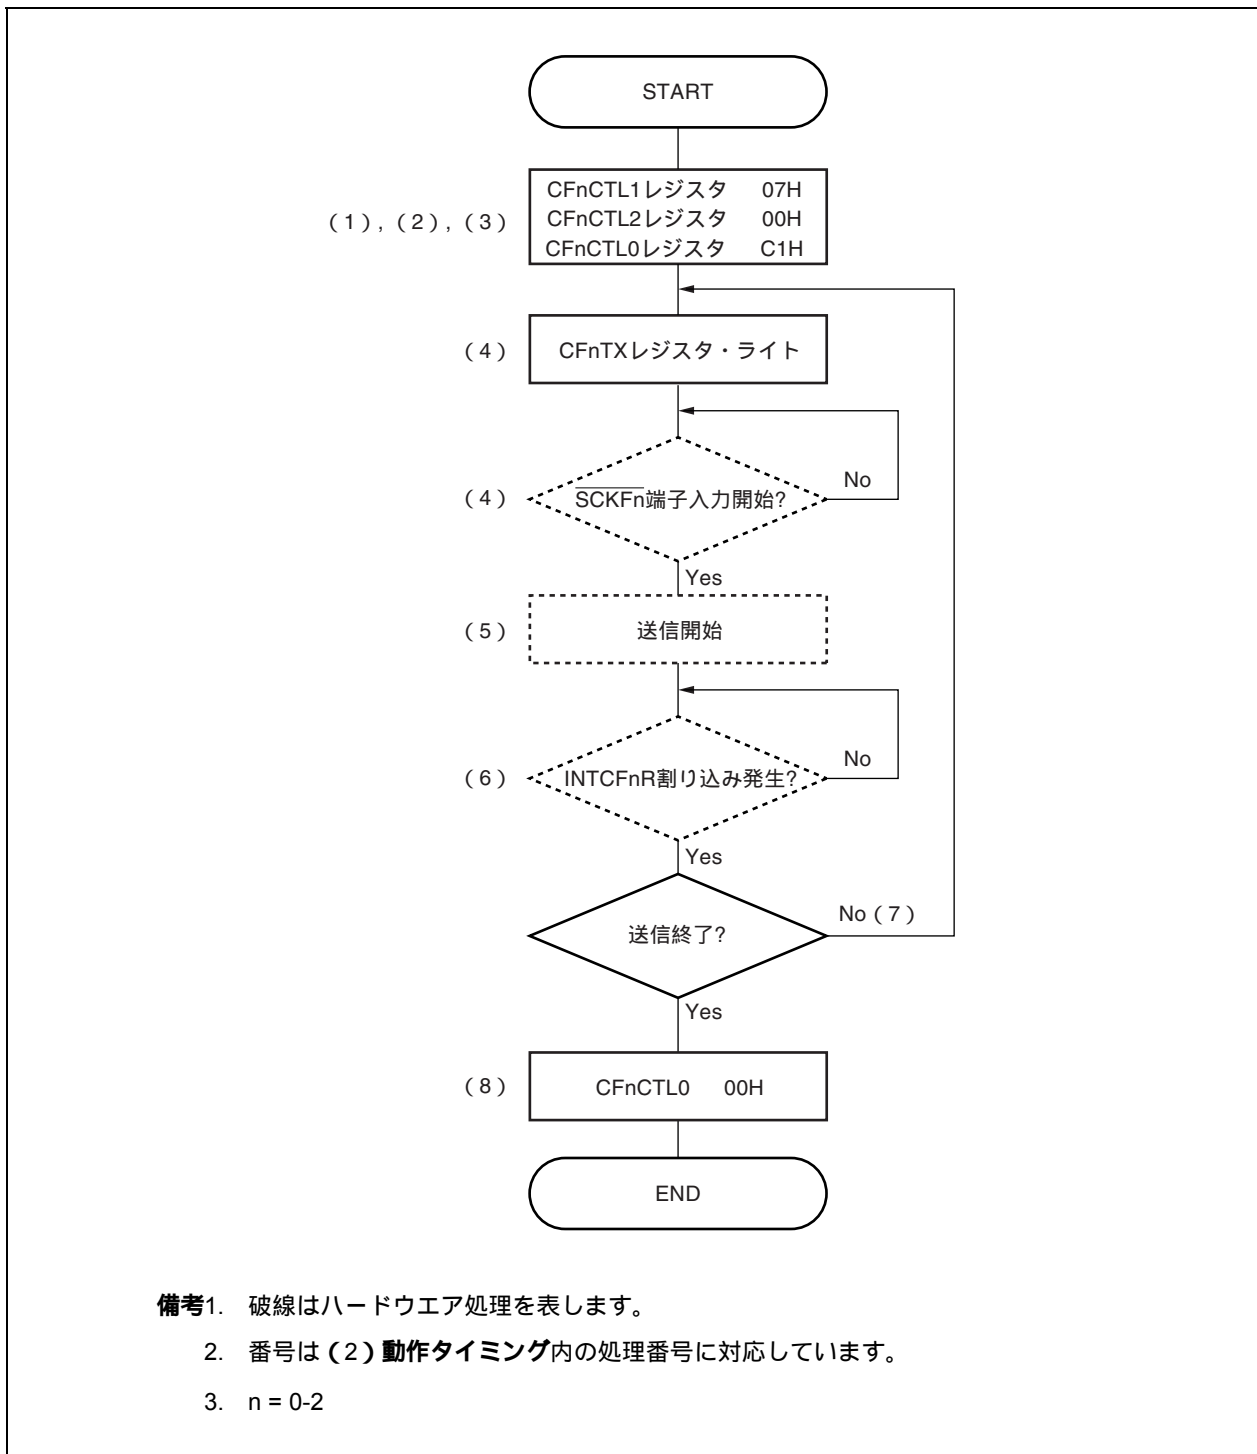 START
CFnCTL1レジスタ 07H
(1), (2), (3) CFnCTL2レジスタ 00H
CFnCTL0レジスタ C1H
(4) CFnTXレジスタ・ライト
(4) SCKFn端子入力開始? No
Yes
(5) 送信開始
(6) INTCFnR割り込み発生? No
Yes
送信終了? No(7)
Yes
(8) CFnCTL0 00H
END
備考1. 破線はハードウエア処理を表します。
2. 番号は(2)動作タイミング内の処理番号に対応しています。
3. n = 0-2